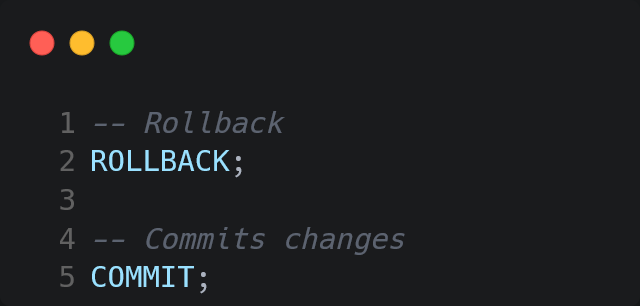 1 -- Rollback
2 ROLLBACK;
3
4 -- Commits changes
5 COMMIT;